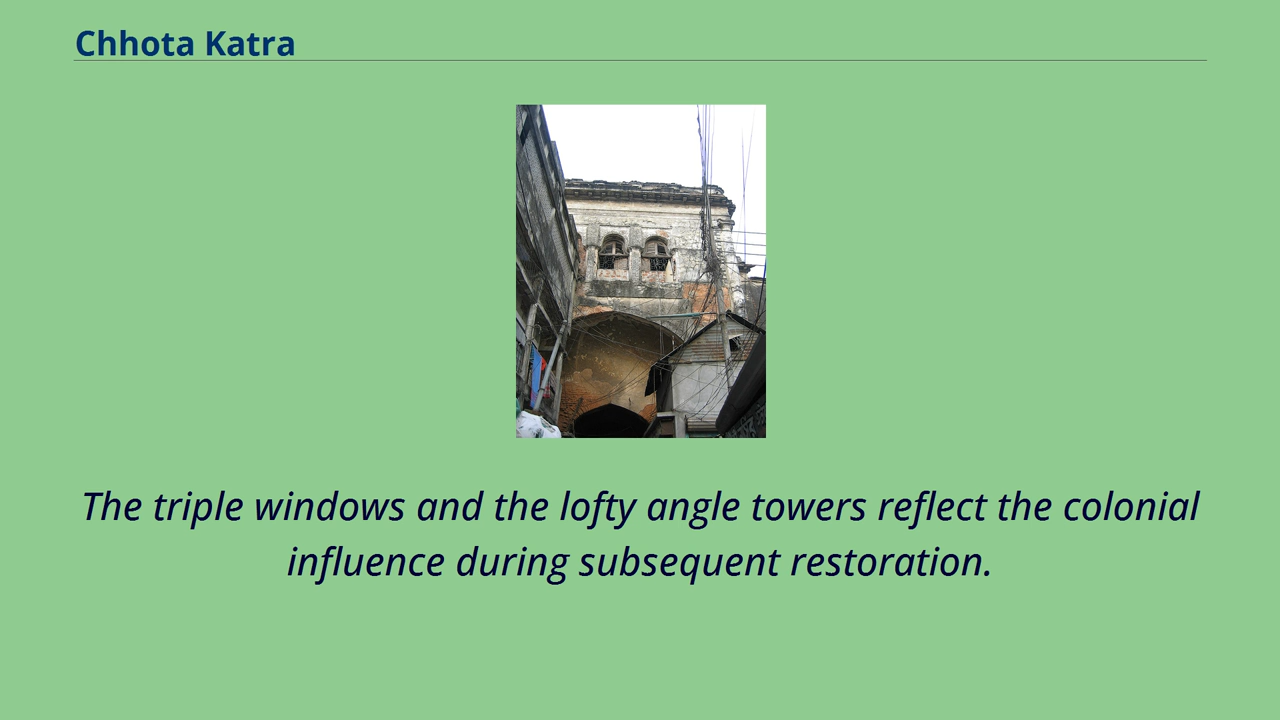 Chhota Katra
The triple windows and the lofty angle towers reflect the colonial
influence during subsequent restoration.